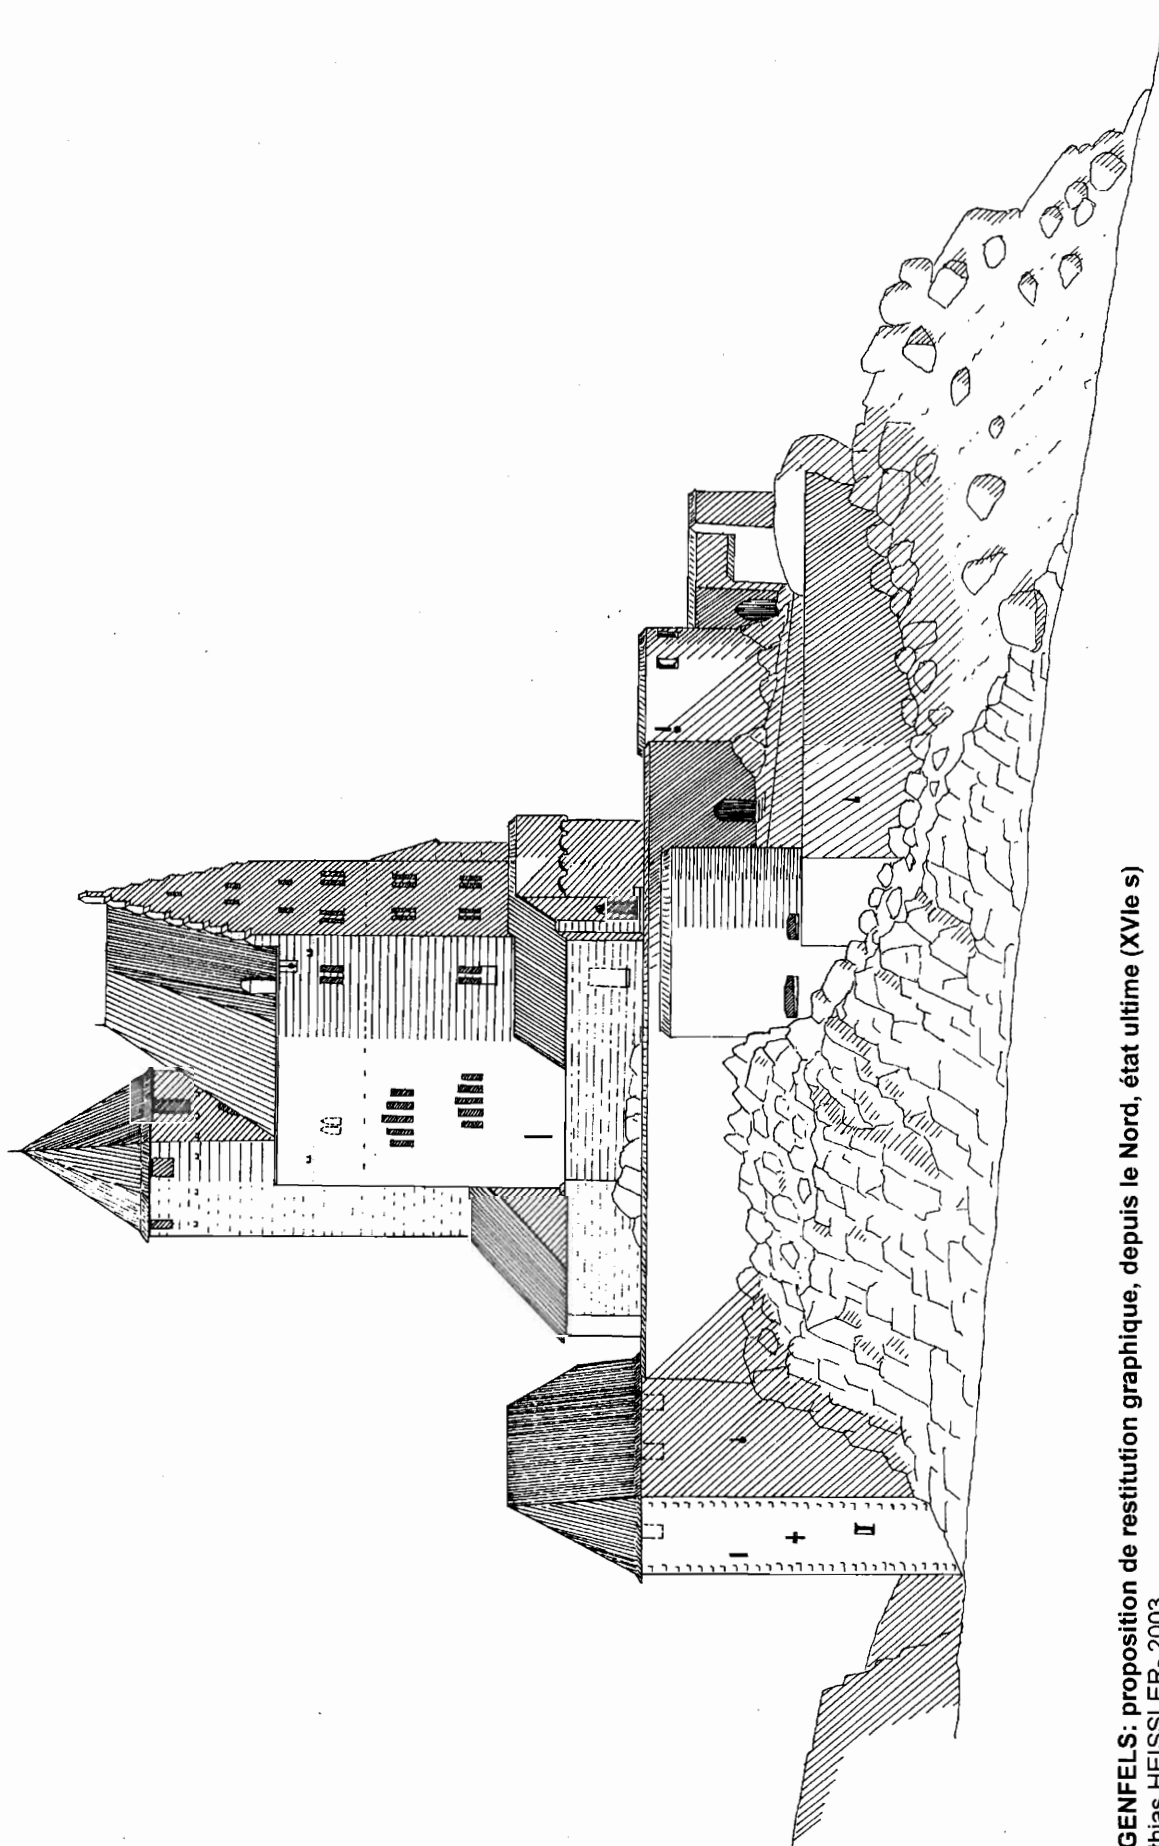 GENFELS: proposition de restitution graphique, depuis le Nord, état ultime (XVIe s)
hias HEISSLER- 2003